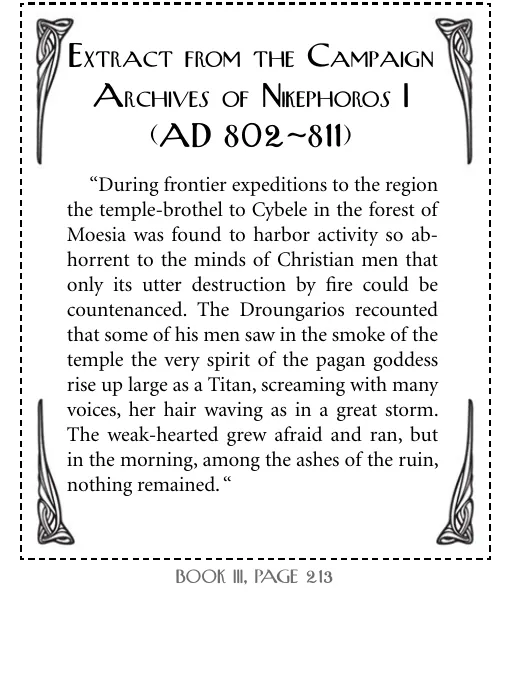 Extract from the Campaign
Archives of Nikephoros I
(AD 802~811)
“During frontier expeditions to the region
the temple-brothel to Cybele in the forest of
Moesia was found to harbor activity so ab-
horrent to the minds of Christian men that
only its utter destruction by fire could be
countenanced. The Droungarios recounted
that some of his men saw in the smoke of the
temple the very spirit of the pagan goddess
rise up large as a Titan, screaming with many
voices, her hair waving as in a great storm.
The weak-hearted grew afraid and ran, but
in the morning, among the ashes of the ruin,
nothing remained. “
BOOK III, PAGE 213